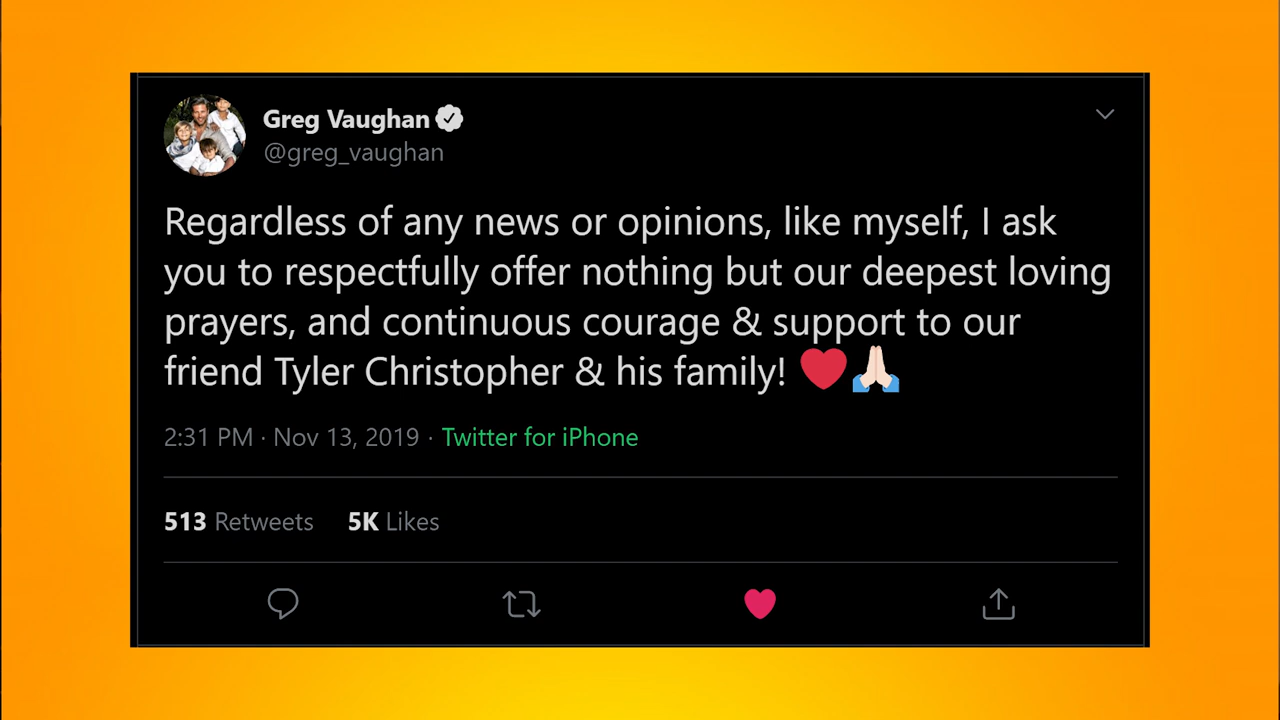 Greg Vaughan
@greg_vaughan
Regardless of any news or opinions, like myself, I ask
you to respectfully offer nothing but our deepest loving
prayers, and continuous courage & support to our
friend Tyler Christopher & his family! ❤️🙏🏻
2:31 PM · Nov 13, 2019 · Twitter for iPhone
513 Retweets 5K Likes